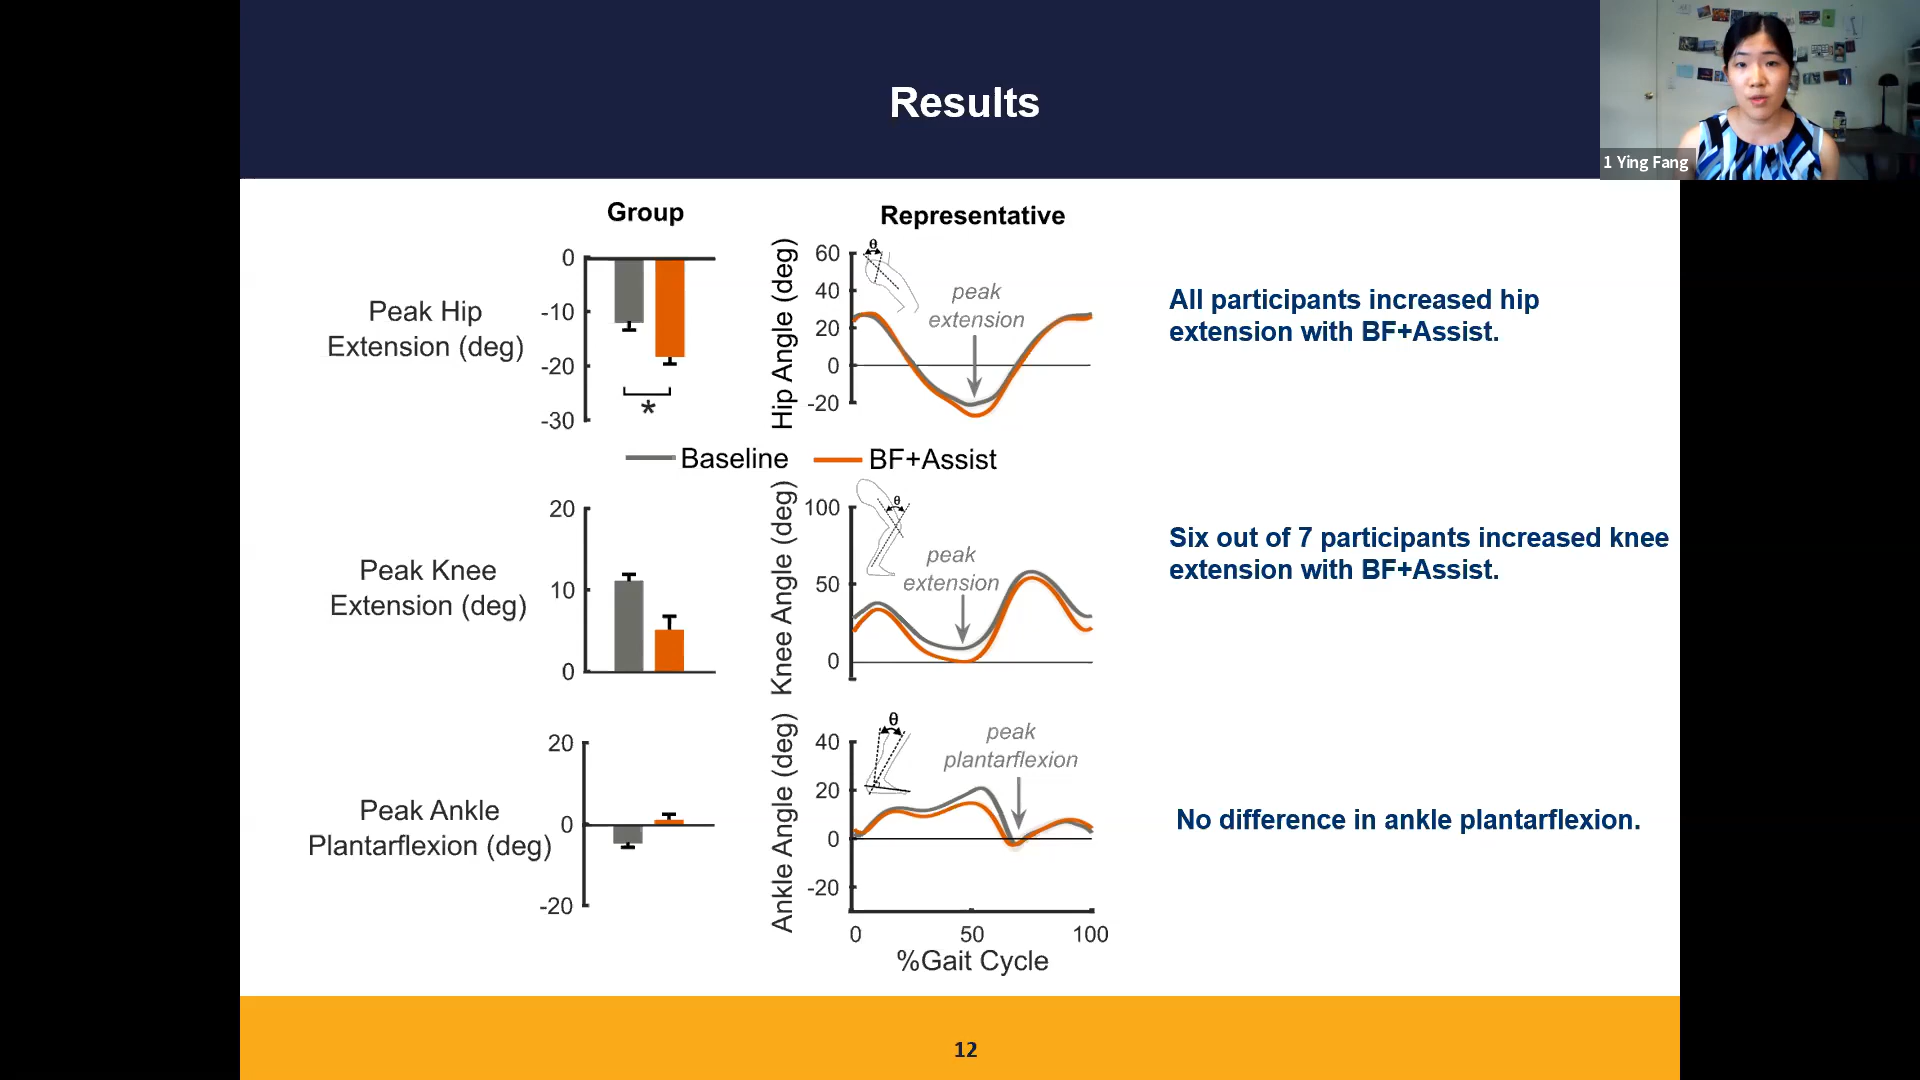 Results
1 Ying Fang
Group
Representative
Peak Hip
Extension (deg)
0
-10
-20
-30
*
Hip Angle (deg)
60
40
20
0
-20
θ
peak
extension
All participants increased hip
extension with BF+Assist.
Baseline
BF+Assist
Peak Knee
Extension (deg)
20
10
0
Knee Angle (deg)
100
50
0
θ
peak
extension
Six out of 7 participants increased knee
extension with BF+Assist.
Peak Ankle
Plantarflexion (deg)
20
0
-20
Ankle Angle (deg)
40
20
0
-20
θ
peak
plantarflexion
No difference in ankle plantarflexion.
0
50
100
%Gait Cycle
12